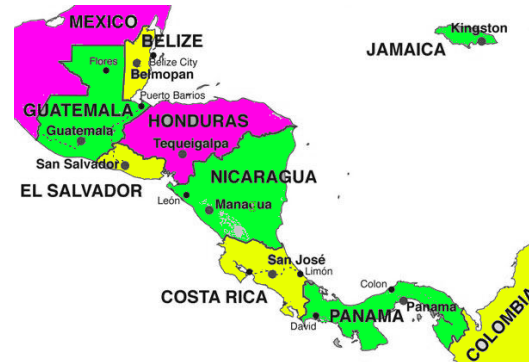 MEXICO
Kingston
JAMAICA
BELIZE
Belize City
Flores
Belmopan
Puerto Barrios
GUATEMALA
Guatemala
HONDURAS
Tequeigalpa
San Salvador
EL SALVADOR
NICARAGUA
León
Managua
San José
Limón
COSTA RICA
Colon
Panama
David
PANAMA
COLOMBIA